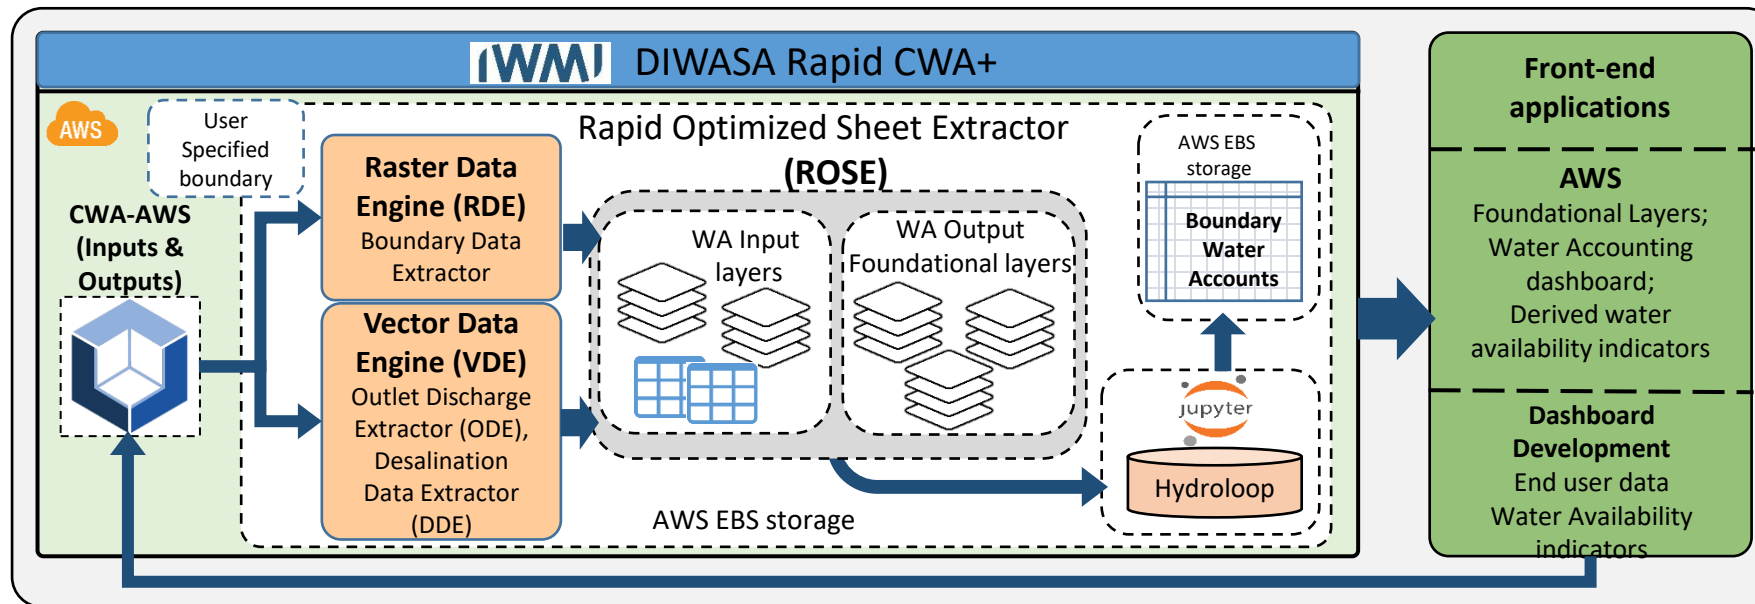 IWMI DIWASA Rapid CWA+
AWS
User
Specified
boundary
CWA-AWS
(Inputs &
Outputs)
Raster Data
Engine (RDE)
Boundary Data
Extractor
Vector Data
Engine (VDE)
Outlet Discharge
Extractor (ODE),
Desalination
Data Extractor
(DDE)
Rapid Optimized Sheet Extractor
(ROSE)
WA Input
layers
WA Output
Foundational layers
AWS EBS storage
AWS EBS
storage
Boundary
Water
Accounts
jupyter
Hydroloop
Front-end
applications
AWS
Foundational Layers;
Water Accounting
dashboard;
Derived water
availability indicators
Dashboard
Development
End user data
Water Availability
indicators